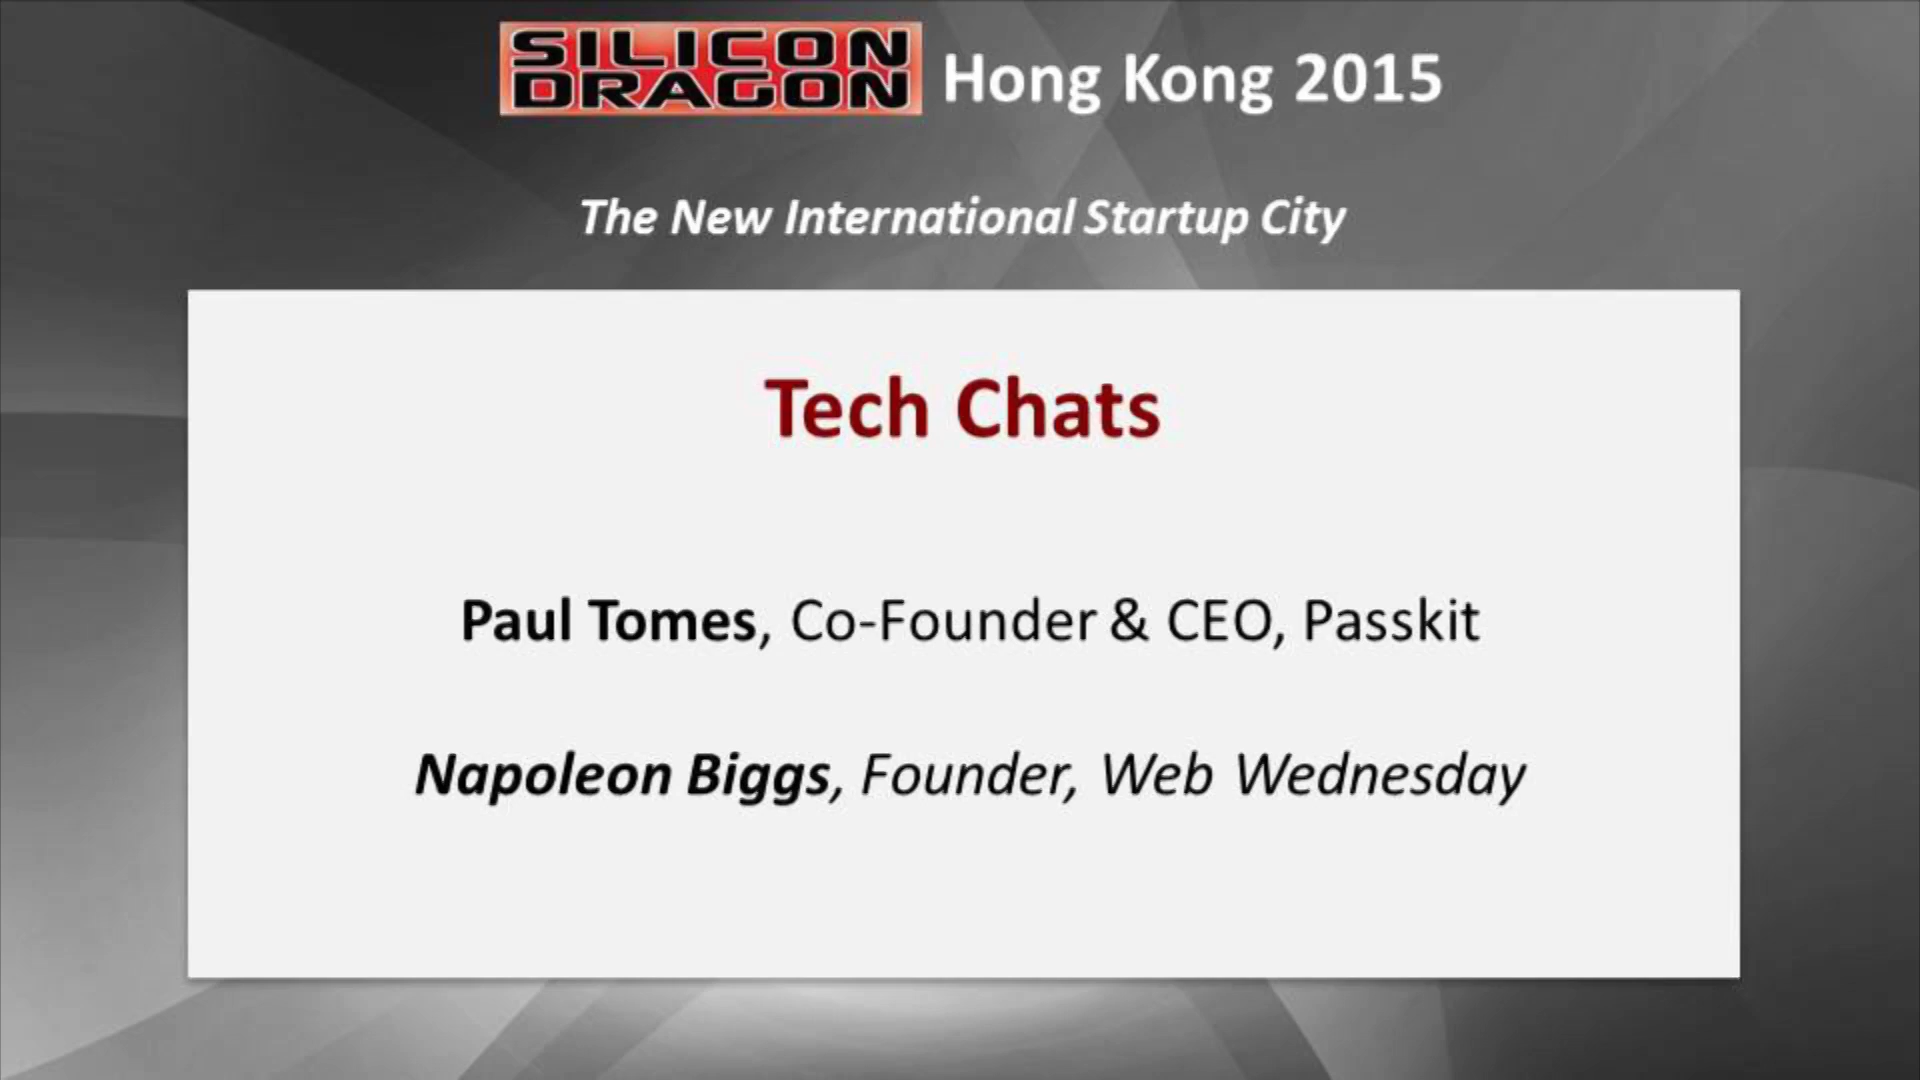 SILICON
DRAGON Hong Kong 2015
The New International Startup City
Tech Chats
Paul Tomes, Co-Founder & CEO, Passkit
Napoleon Biggs, Founder, Web Wednesday